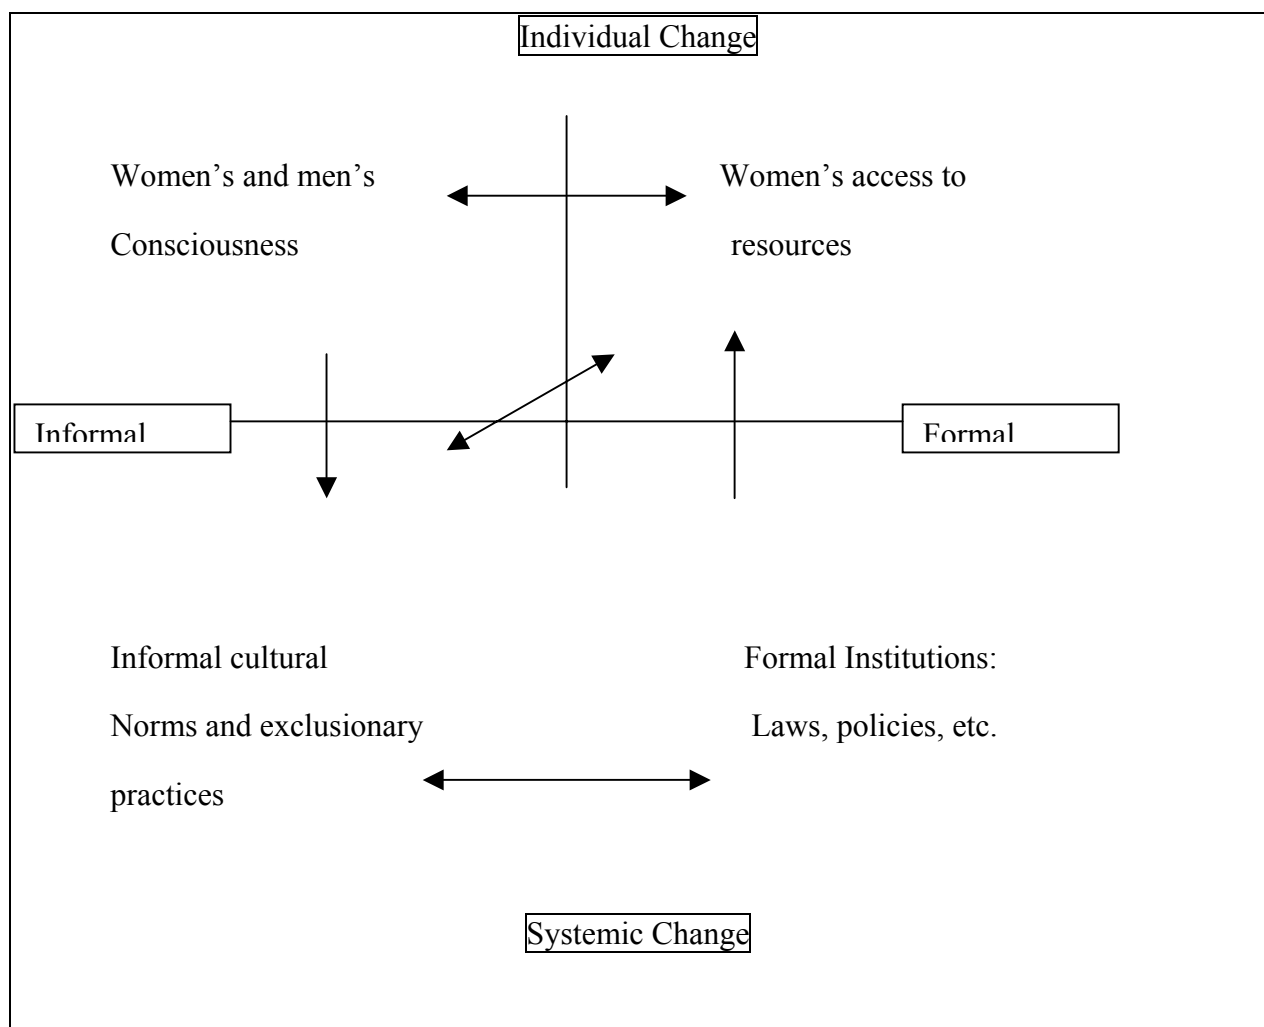 Individual Change
Women’s and men’s
Consciousness
Women’s access to
resources
Informal
Formal
Informal cultural
Norms and exclusionary
practices
Formal Institutions:
Laws, policies, etc.
Systemic Change